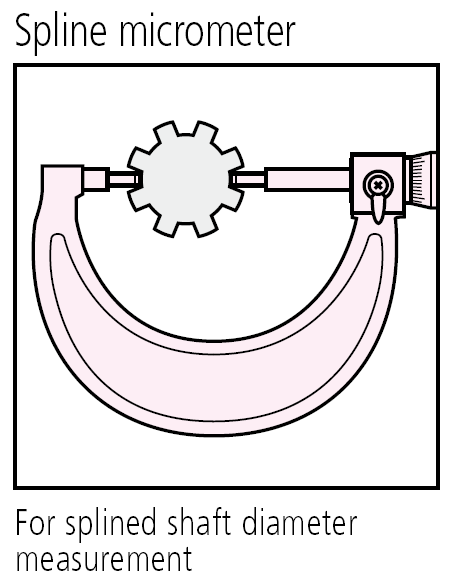 Spline micrometer
For splined shaft diameter
measurement